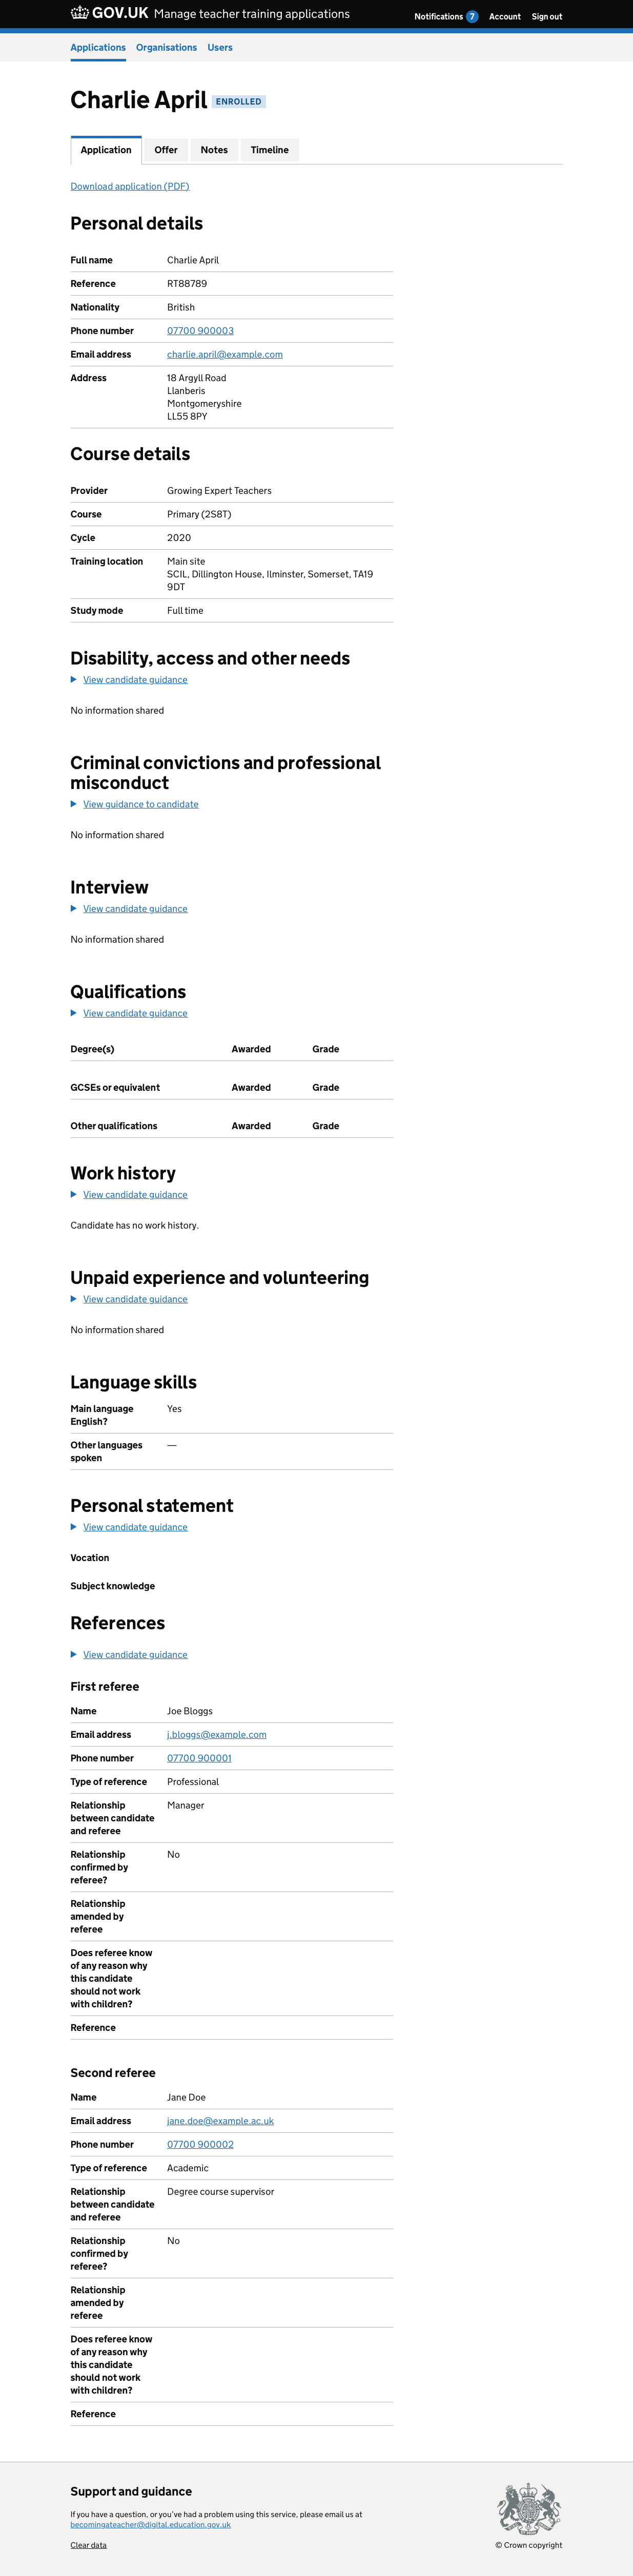 GOV.UK Manage teacher training applications
Notifications 7 Account Sign out
Applications Organisations Users
Charlie April ENROLLED
Application Offer Notes Timeline
Download application (PDF)
Personal details
Full name Charlie April
Reference RT88789
Nationality British
Phone number 07700 900003
Email address charlie.april@example.com
Address 18 Argyll Road
Llanberis
Montgomeryshire
LL55 8PY
Course details
Provider Growing Expert Teachers
Course Primary (2S8T)
Cycle 2020
Training location Main site
SCIL, Dillington House, Ilminster, Somerset, TA19
9DT
Study mode Full time
Disability, access and other needs
View candidate guidance
No information shared
Criminal convictions and professional
misconduct
View guidance to candidate
No information shared
Interview
View candidate guidance
No information shared
Qualifications
View candidate guidance
Degree(s) Awarded Grade
GCSEs or equivalent Awarded Grade
Other qualifications Awarded Grade
Work history
View candidate guidance
Candidate has no work history.
Unpaid experience and volunteering
View candidate guidance
No information shared
Language skills
Main language Yes
English?
Other languages —
spoken
Personal statement
View candidate guidance
Vocation
Subject knowledge
References
View candidate guidance
First referee
Name Joe Bloggs
Email address j.bloggs@example.com
Phone number 07700 900001
Type of reference Professional
Relationship Manager
between candidate
and referee
Relationship No
confirmed by
referee?
Relationship
amended by
referee
Does referee know
of any reason why
this candidate
should not work
with children?
Reference
Second referee
Name Jane Doe
Email address jane.doe@example.ac.uk
Phone number 07700 900002
Type of reference Academic
Relationship Degree course supervisor
between candidate
and referee
Relationship No
confirmed by
referee?
Relationship
amended by
referee
Does referee know
of any reason why
this candidate
should not work
with children?
Reference
Support and guidance
If you have a question, or you’ve had a problem using this service, please email us at
becomingateacher@digital.education.gov.uk
Clear data
© Crown copyright